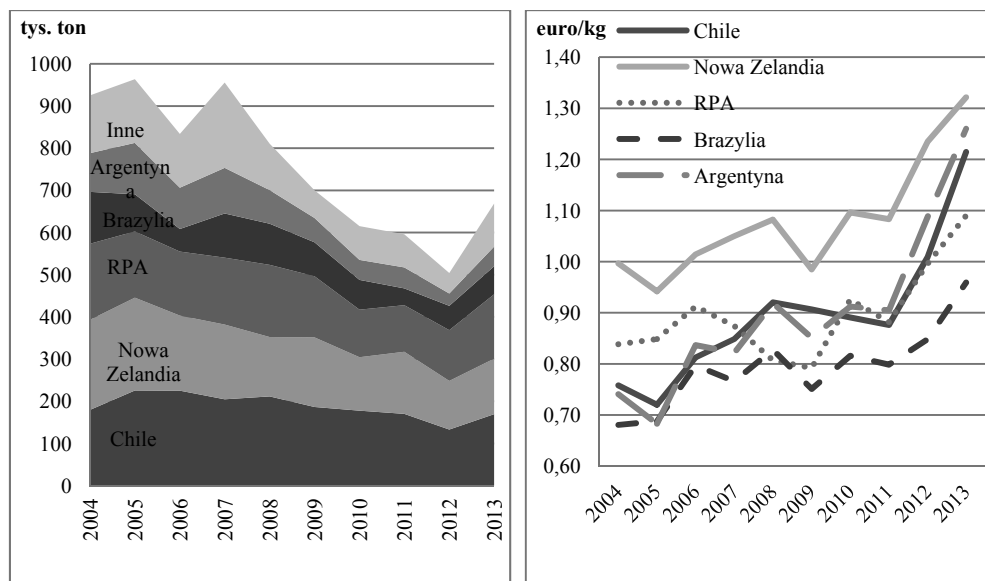 tys. ton
1000
900
800
700
600
500
400
300
200
100
0
Inne
Argentyn
a
Brazylia
RPA
Nowa
Zelandia
Chile
2004
2005
2006
2007
2008
2009
2010
2011
2012
2013
euro/kg
1,40
1,30
1,20
1,10
1,00
0,90
0,80
0,70
0,60
Chile
Nowa Zelandia
RPA
Brazylia
Argentyna
2004
2005
2006
2007
2008
2009
2010
2011
2012
2013